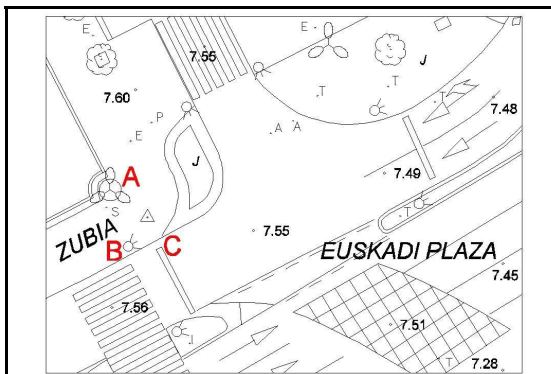 E
E
7.55
J
7.60
T
T
T
7.48
P
A A
E
J
7.49
A
S
T
ZUBIA
B
C
7.55
EUSKADI PLAZA
7.45
7.56
7.51
T
7.28